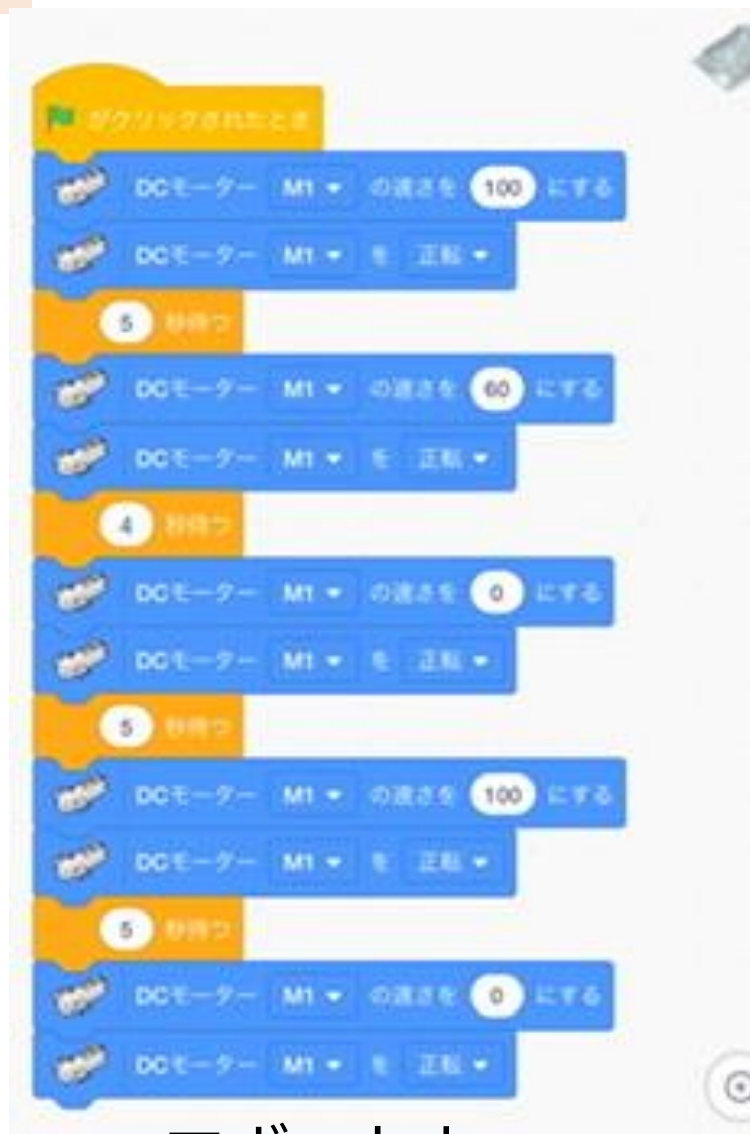 がクリックされたとき
DCモーター M1 の速さを 100 にする
DCモーター M1 を 正転
5 秒待つ
DCモーター M1 の速さを 60 にする
DCモーター M1 を 正転
4 秒待つ
DCモーター M1 の速さを 0 にする
DCモーター M1 を 正転
5 秒待つ
DCモーター M1 の速さを 100 にする
DCモーター M1 を 正転
5 秒待つ
DCモーター M1 の速さを 0 にする
DCモーター M1 を 正転